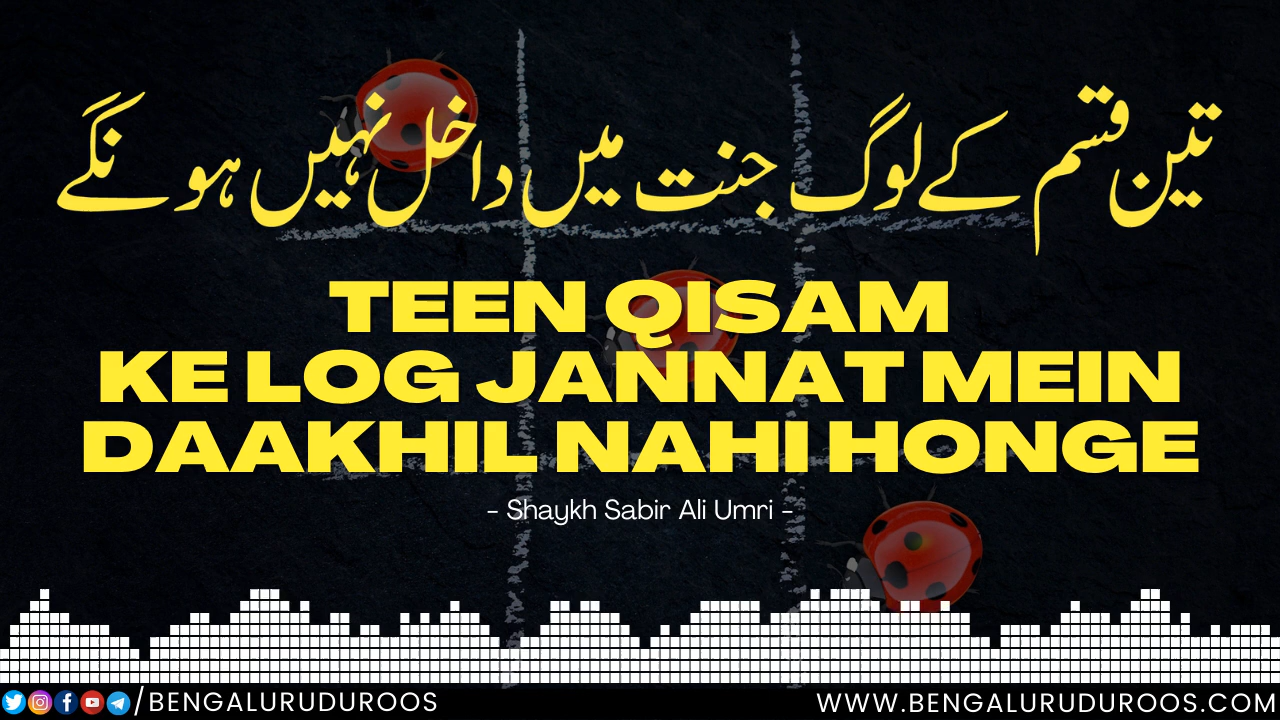 تین قسم کے لوگ جنت میں داخل نہیں ہونگے
TEEN QISAM
KE LOG JANNAT MEIN
DAAKHIL NAHI HONGE
- Shaykh Sabir Ali Umri -
/BENGALURUDUROOS
WWW.BENGALURUDUROOS.COM